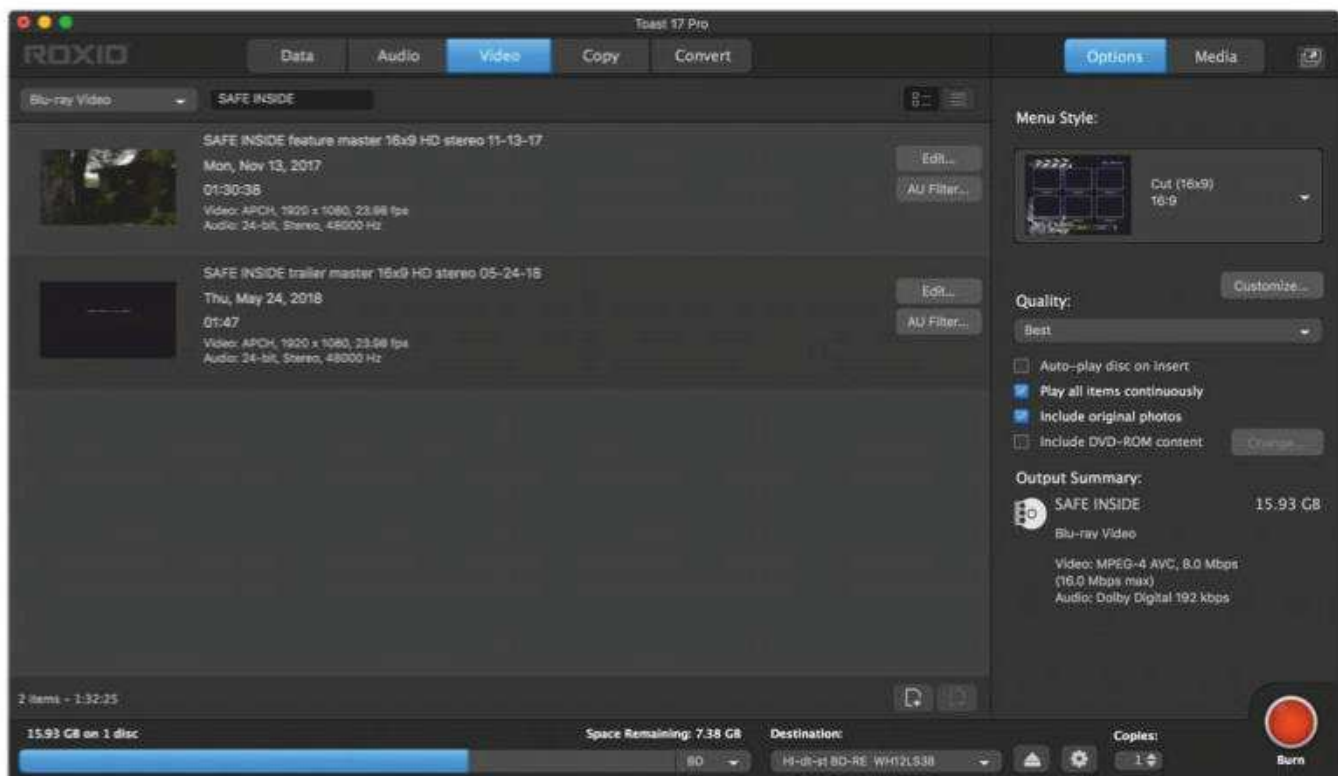 Toast 17 Pro
ROXIO
Data Audio Video Copy Convert
Options Media
Blu-ray Video SAFE INSIDE
SAFE INSIDE feature master 16x9 HD stereo 11-13-17
Mon, Nov 13, 2017
01:30:38
Video: APCH, 1920 x 1080, 23.98 fps
Audio: 24-bit, Stereo, 48000 Hz
Edit...
AU Filter...
SAFE INSIDE trailer master 16x9 HD stereo 05-24-18
Thu, May 24, 2018
01:47
Video: APCH, 1920 x 1080, 23.98 fps
Audio: 24-bit, Stereo, 48000 Hz
Edit...
AU Filter...
Menu Style:
Cut (16x9)
16:9
Customize...
Quality:
Best
Auto-play disc on insert
Play all items continuously
Include original photos
Include DVD-ROM content
Change...
Output Summary:
SAFE INSIDE 15.93 GB
Blu-ray Video
Video: MPEG-4 AVC, 8.0 Mbps
(16.0 Mbps max)
Audio: Dolby Digital 192 kbps
2 items - 1:32:25
15.93 GB on 1 disc
Space Remaining: 7.38 GB
BD
Destination:
Hl-dt-st BD-RE WH12LS38
Copies:
1
Burn